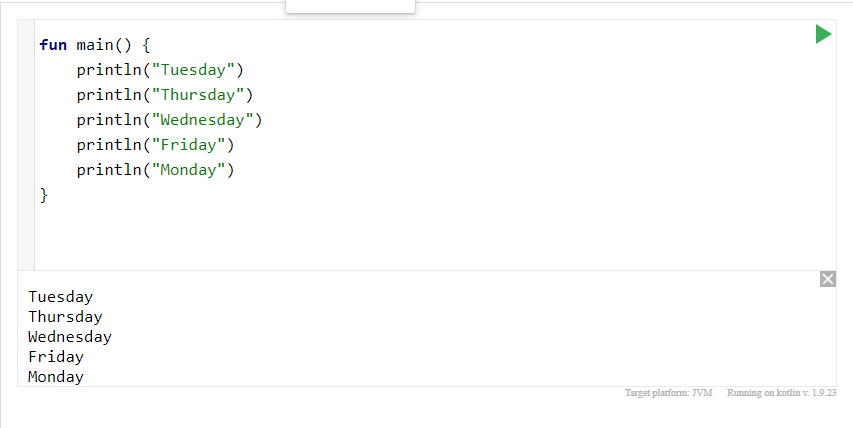 fun main() {
    println("Tuesday")
    println("Thursday")
    println("Wednesday")
    println("Friday")
    println("Monday")
}
Tuesday
Thursday
Wednesday
Friday
Monday
Target platform: JVM Running on kotlin v. 1.9.23